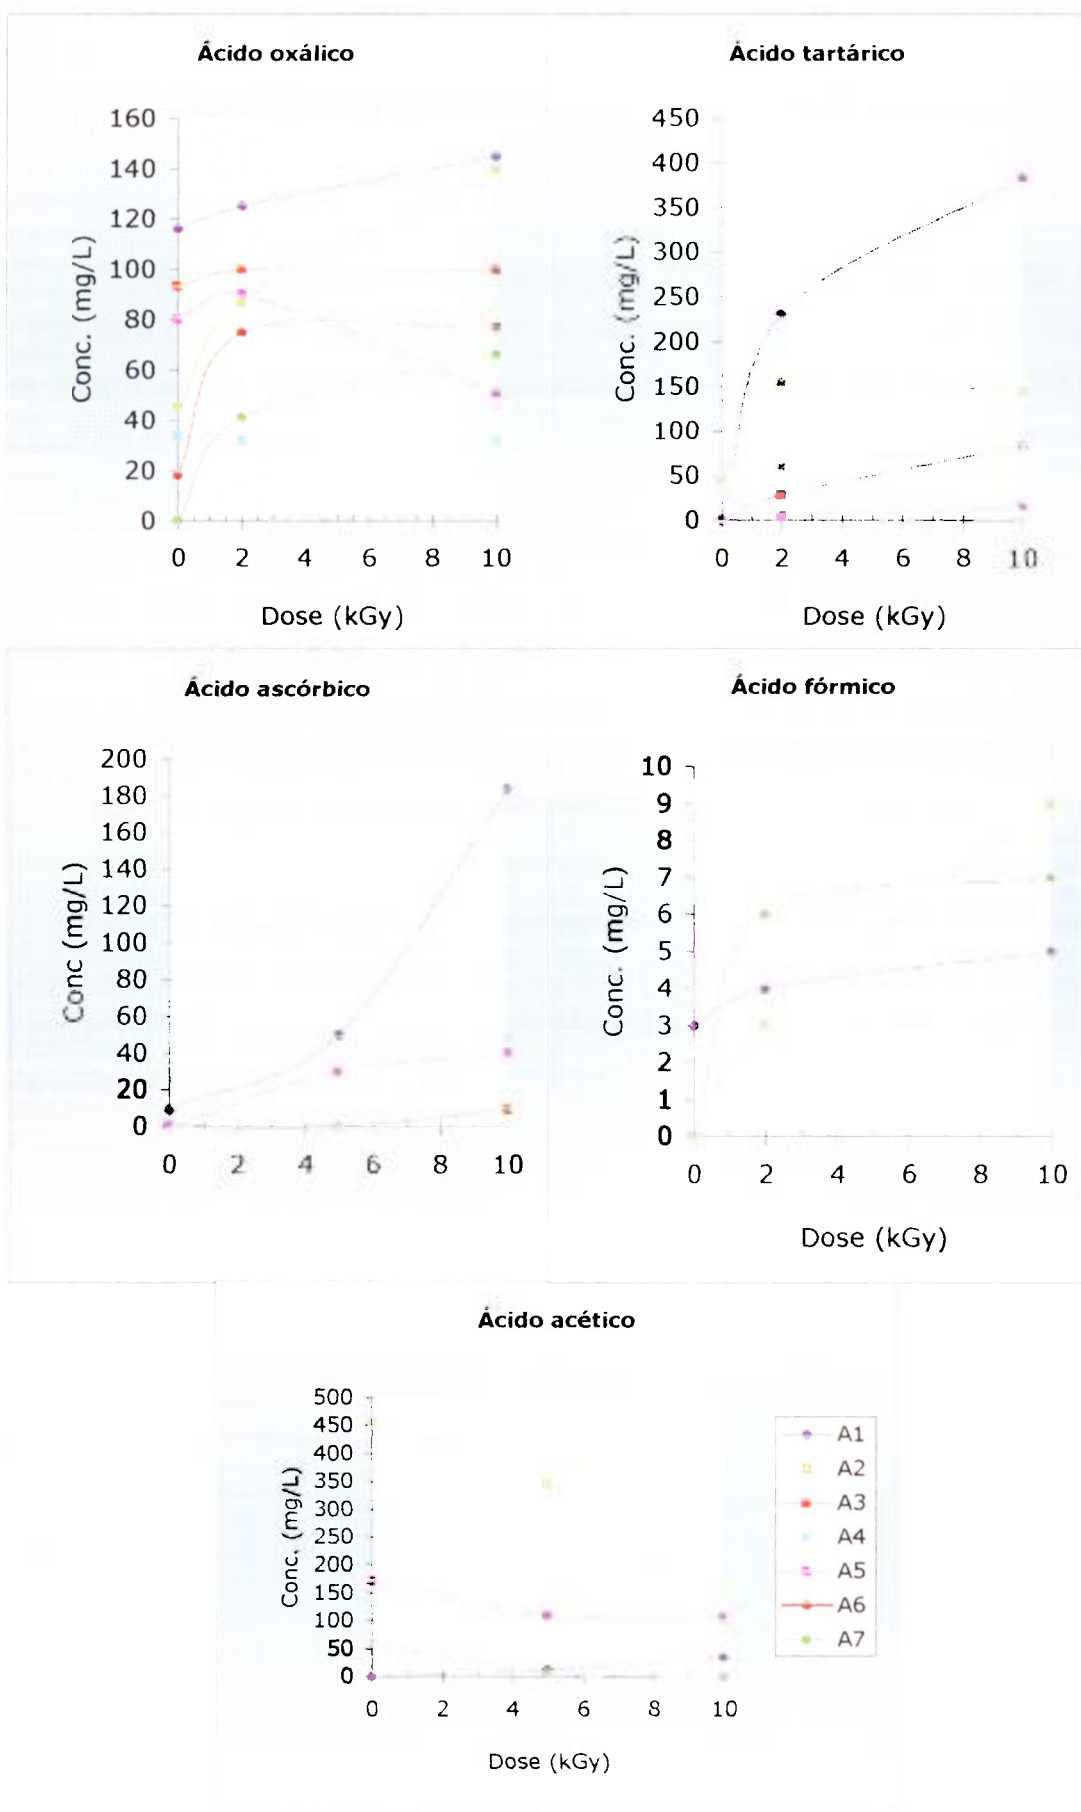 Ácido oxálico
Conc. (mg/L)
160
140
120
100
80
60
40
20
0
0 2 4 6 8 10
Dose (kGy)
Ácido tartárico
Conc. (mg/L)
450
400
350
300
250
200
150
100
50
0
0 2 4 6 8 10
Dose (kGy)
Ácido ascórbico
Conc (mg/L)
200
180
160
140
120
100
80
60
40
20
0
0 2 4 6 8 10
Ácido fórmico
Conc. (mg/L)
10
9
8
7
6
5
4
3
2
1
0
0 2 4 6 8 10
Dose (kGy)
Ácido acético
Conc. (mg/L)
500
450
400
350
300
250
200
150
100
50
0
0 2 4 6 8 10
Dose (kGy)
A1
A2
A3
A4
A5
A6
A7